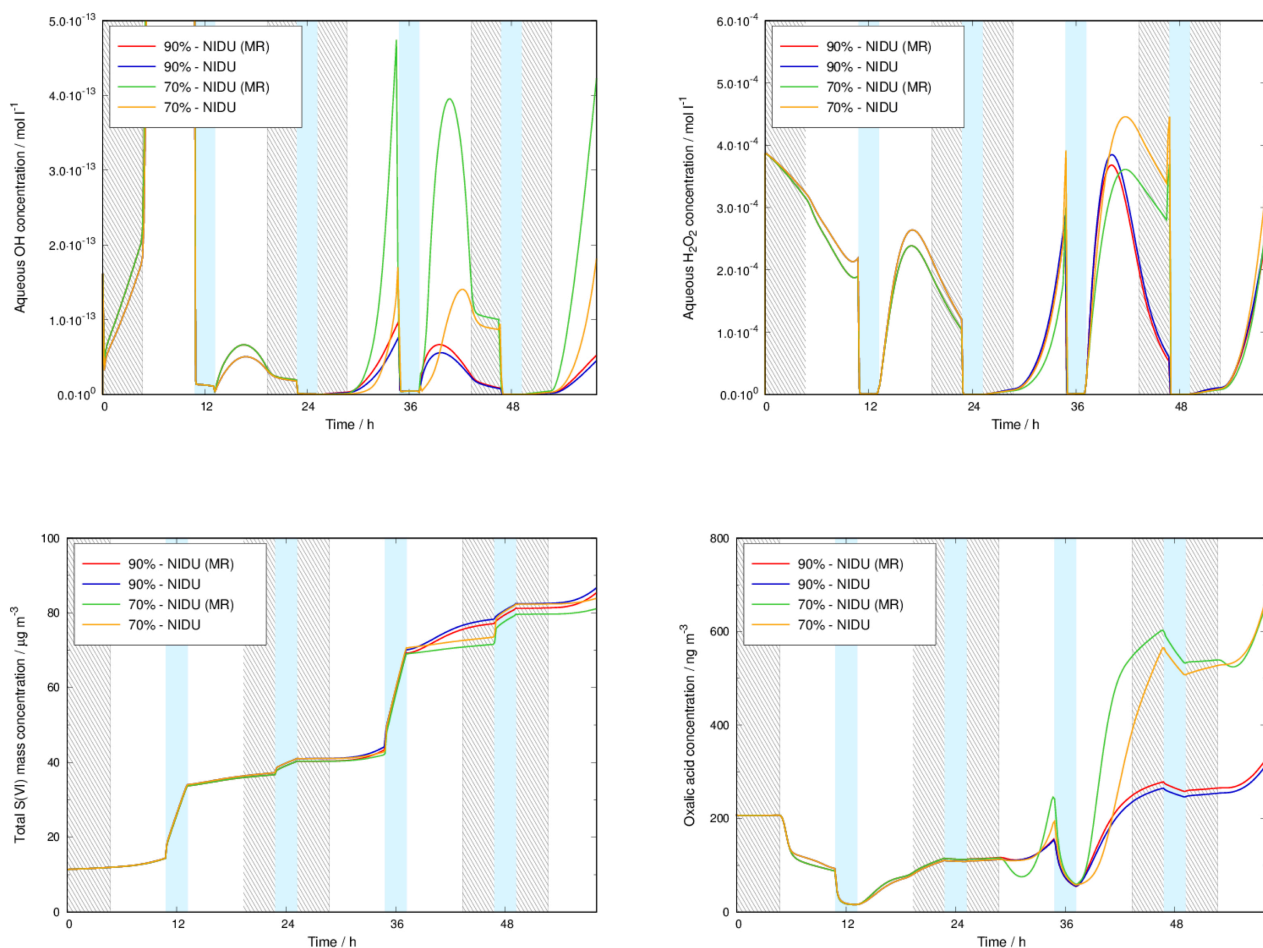 5.0·10⁻¹³
4.0·10⁻¹³
3.0·10⁻¹³
2.0·10⁻¹³
1.0·10⁻¹³
0.0·10⁰
Aqueous OH concentration / mol l⁻¹
90% - NIDU (MR)
90% - NIDU
70% - NIDU (MR)
70% - NIDU
0 12 24 36 48
Time / h
6.0·10⁻⁴
5.0·10⁻⁴
4.0·10⁻⁴
3.0·10⁻⁴
2.0·10⁻⁴
1.0·10⁻⁴
0.0·10⁰
Aqueous H₂O₂ concentration / mol l⁻¹
90% - NIDU (MR)
90% - NIDU
70% - NIDU (MR)
70% - NIDU
0 12 24 36 48
Time / h
100
80
60
40
20
0
Total S(VI) mass concentration / μg m⁻³
90% - NIDU (MR)
90% - NIDU
70% - NIDU (MR)
70% - NIDU
0 12 24 36 48
Time / h
800
600
400
200
0
Oxalic acid concentration / ng m⁻³
90% - NIDU (MR)
90% - NIDU
70% - NIDU (MR)
70% - NIDU
0 12 24 36 48
Time / h